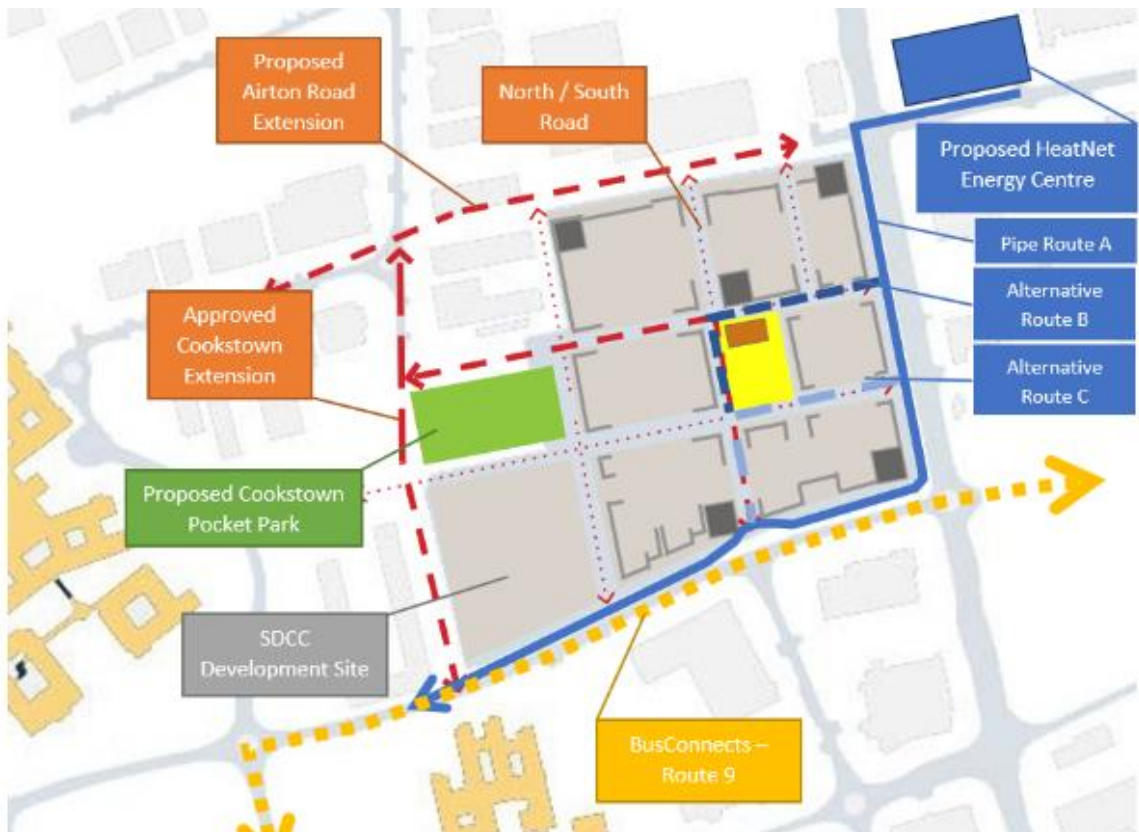 Proposed
Airton Road
Extension
North / South
Road
Proposed HeatNet
Energy Centre
Pipe Route A
Alternative
Route B
Alternative
Route C
Approved
Cookstown
Extension
Proposed Cookstown
Pocket Park
SDCC
Development Site
BusConnects –
Route 9